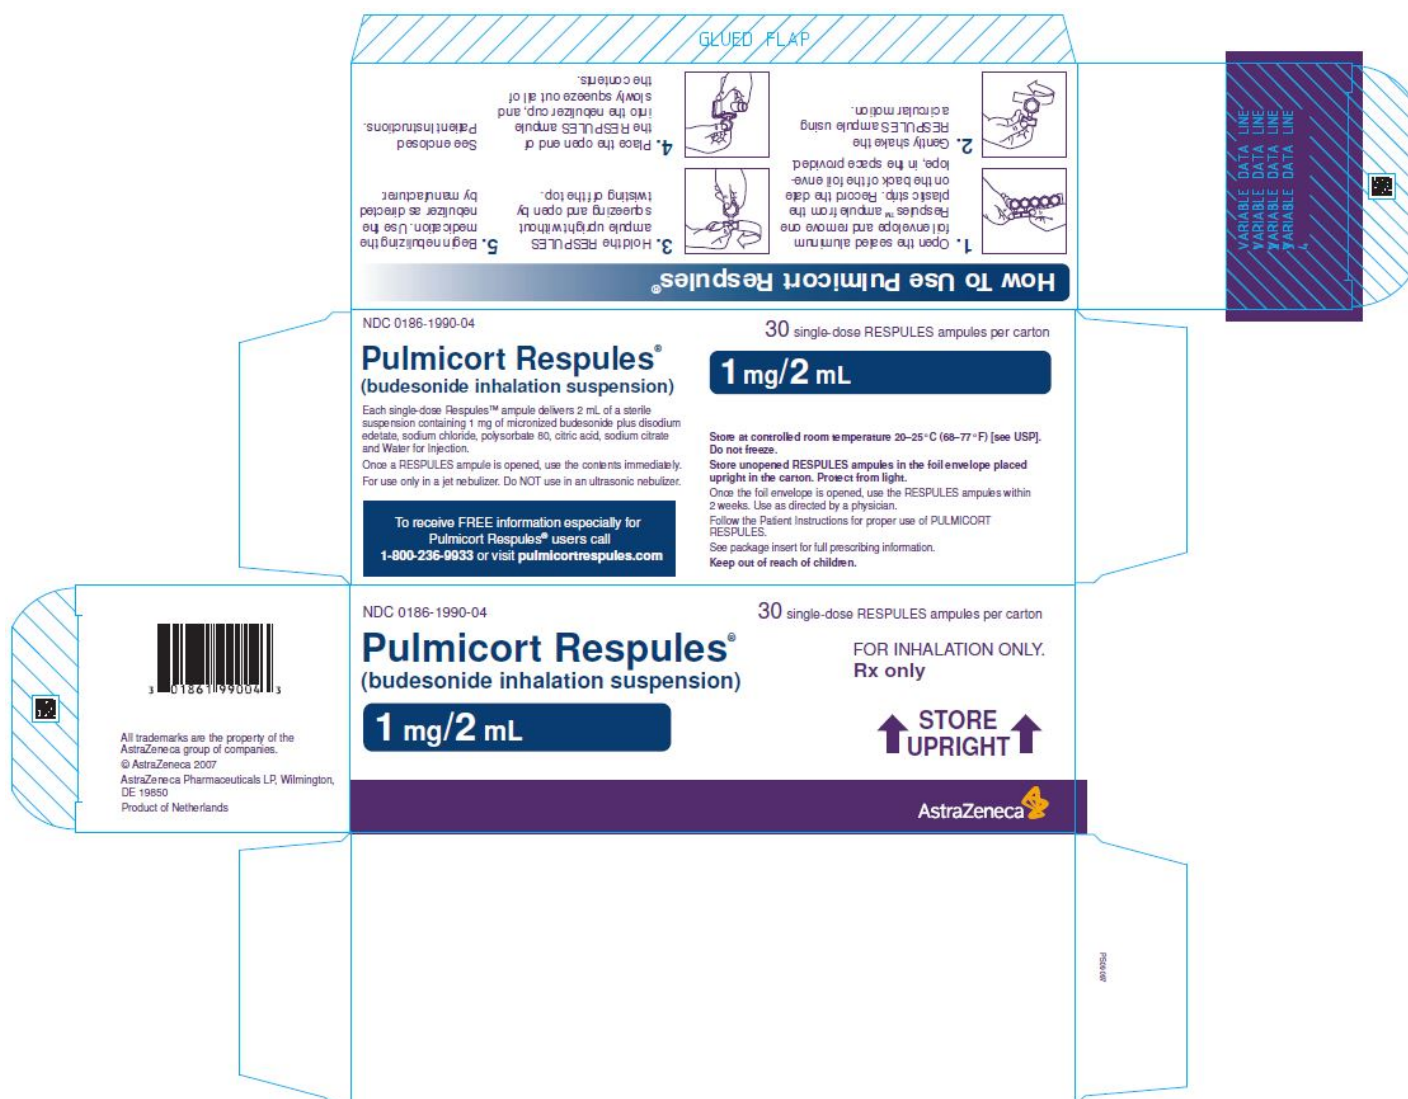 GLUED FLAP
How To Use Pulmicort Respules®
1. Open the sealed aluminum
foil envelope and remove one
Respules™ ampule from the
plastic strip. Record the date
on the back of the foil enve-
lope, in the space provided.
2. Gently shake the
RESPULES ampule using
a circular motion.
3. Hold the RESPULES
ampule upright without
squeezing and open by
twisting off the top.
4. Place the open end of
the RESPULES ampule
into the nebulizer cup, and
slowly squeeze out all of
the contents.
5. Begin nebulizing the
medication. Use the
nebulizer as directed
by manufacturer.
See enclosed
Patient Instructions.
VARIABLE DATA LINE
VARIABLE DATA LINE
VARIABLE DATA LINE
VARIABLE DATA LINE
4
NDC 0186-1990-04
30 single-dose RESPULES ampules per carton
Pulmicort Respules®
(budesonide inhalation suspension)
1 mg/2 mL
Each single-dose Respules™ ampule delivers 2 mL of a sterile
suspension containing 1 mg of micronized budesonide plus disodium
edetate, sodium chloride, polysorbate 80, citric acid, sodium citrate
and Water for Injection.
Once a RESPULES ampule is opened, use the contents immediately.
For use only in a jet nebulizer. Do NOT use in an ultrasonic nebulizer.
To receive FREE information especially for
Pulmicort Respules® users call
1-800-236-9933 or visit pulmicortrespules.com
Store at controlled room temperature 20–25°C (68–77°F) [see USP].
Do not freeze.
Store unopened RESPULES ampules in the foil envelope placed
upright in the carton. Protect from light.
Once the foil envelope is opened, use the RESPULES ampules within
2 weeks. Use as directed by a physician.
Follow the Patient Instructions for proper use of PULMICORT
RESPULES.
See package insert for full prescribing information.
Keep out of reach of children.
3 01861 99004 3
All trademarks are the property of the
AstraZeneca group of companies.
© AstraZeneca 2007
AstraZeneca Pharmaceuticals LP, Wilmington,
DE 19850
Product of Netherlands
NDC 0186-1990-04
30 single-dose RESPULES ampules per carton
Pulmicort Respules®
(budesonide inhalation suspension)
1 mg/2 mL
FOR INHALATION ONLY.
Rx only
STORE
UPRIGHT
AstraZeneca